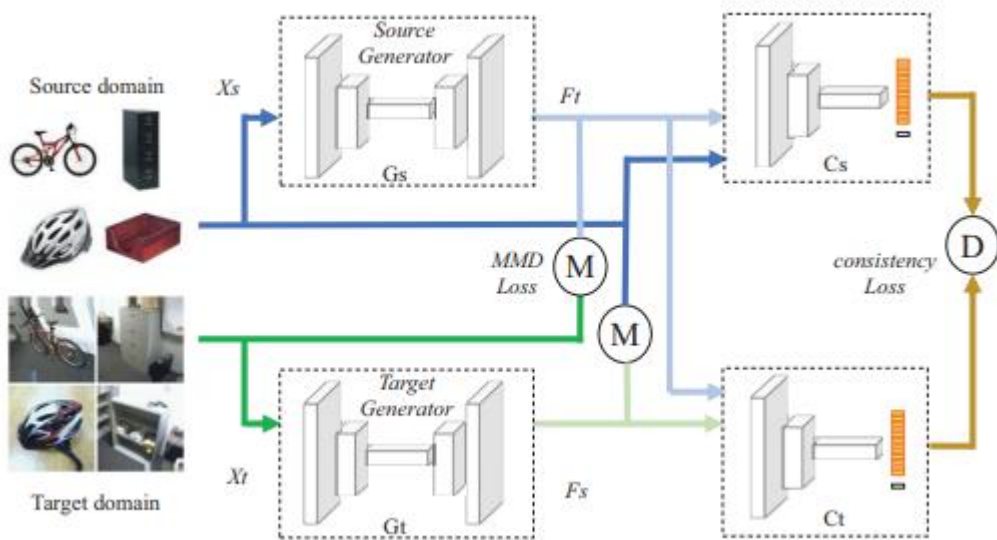 Source domain
Xs
Source
Generator
Gs
Ft
Cs
MMD
Loss
M
M
consistency
Loss
D
Target
Generator
Gt
Xt
Fs
Ct
Target domain